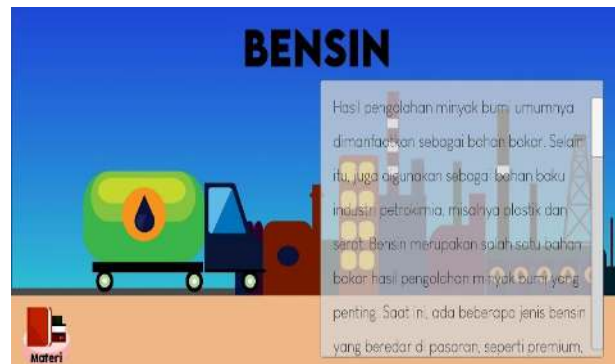 BENSIN
Hasil pengolahan minyak bumi umumnya
dimanfaatkan sebagai bahan bakar. Selain
itu, juga digunakan sebagai bahan baku
industri petrokimia, misalnya plastik dan
serat. Bensin merupakan salah satu bahan
bakar hasil pengolahan minyak bumi yang
penting. Saat ini, ada beberapa jenis bensin
yang beredar di pasaran, seperti premium,
Materi